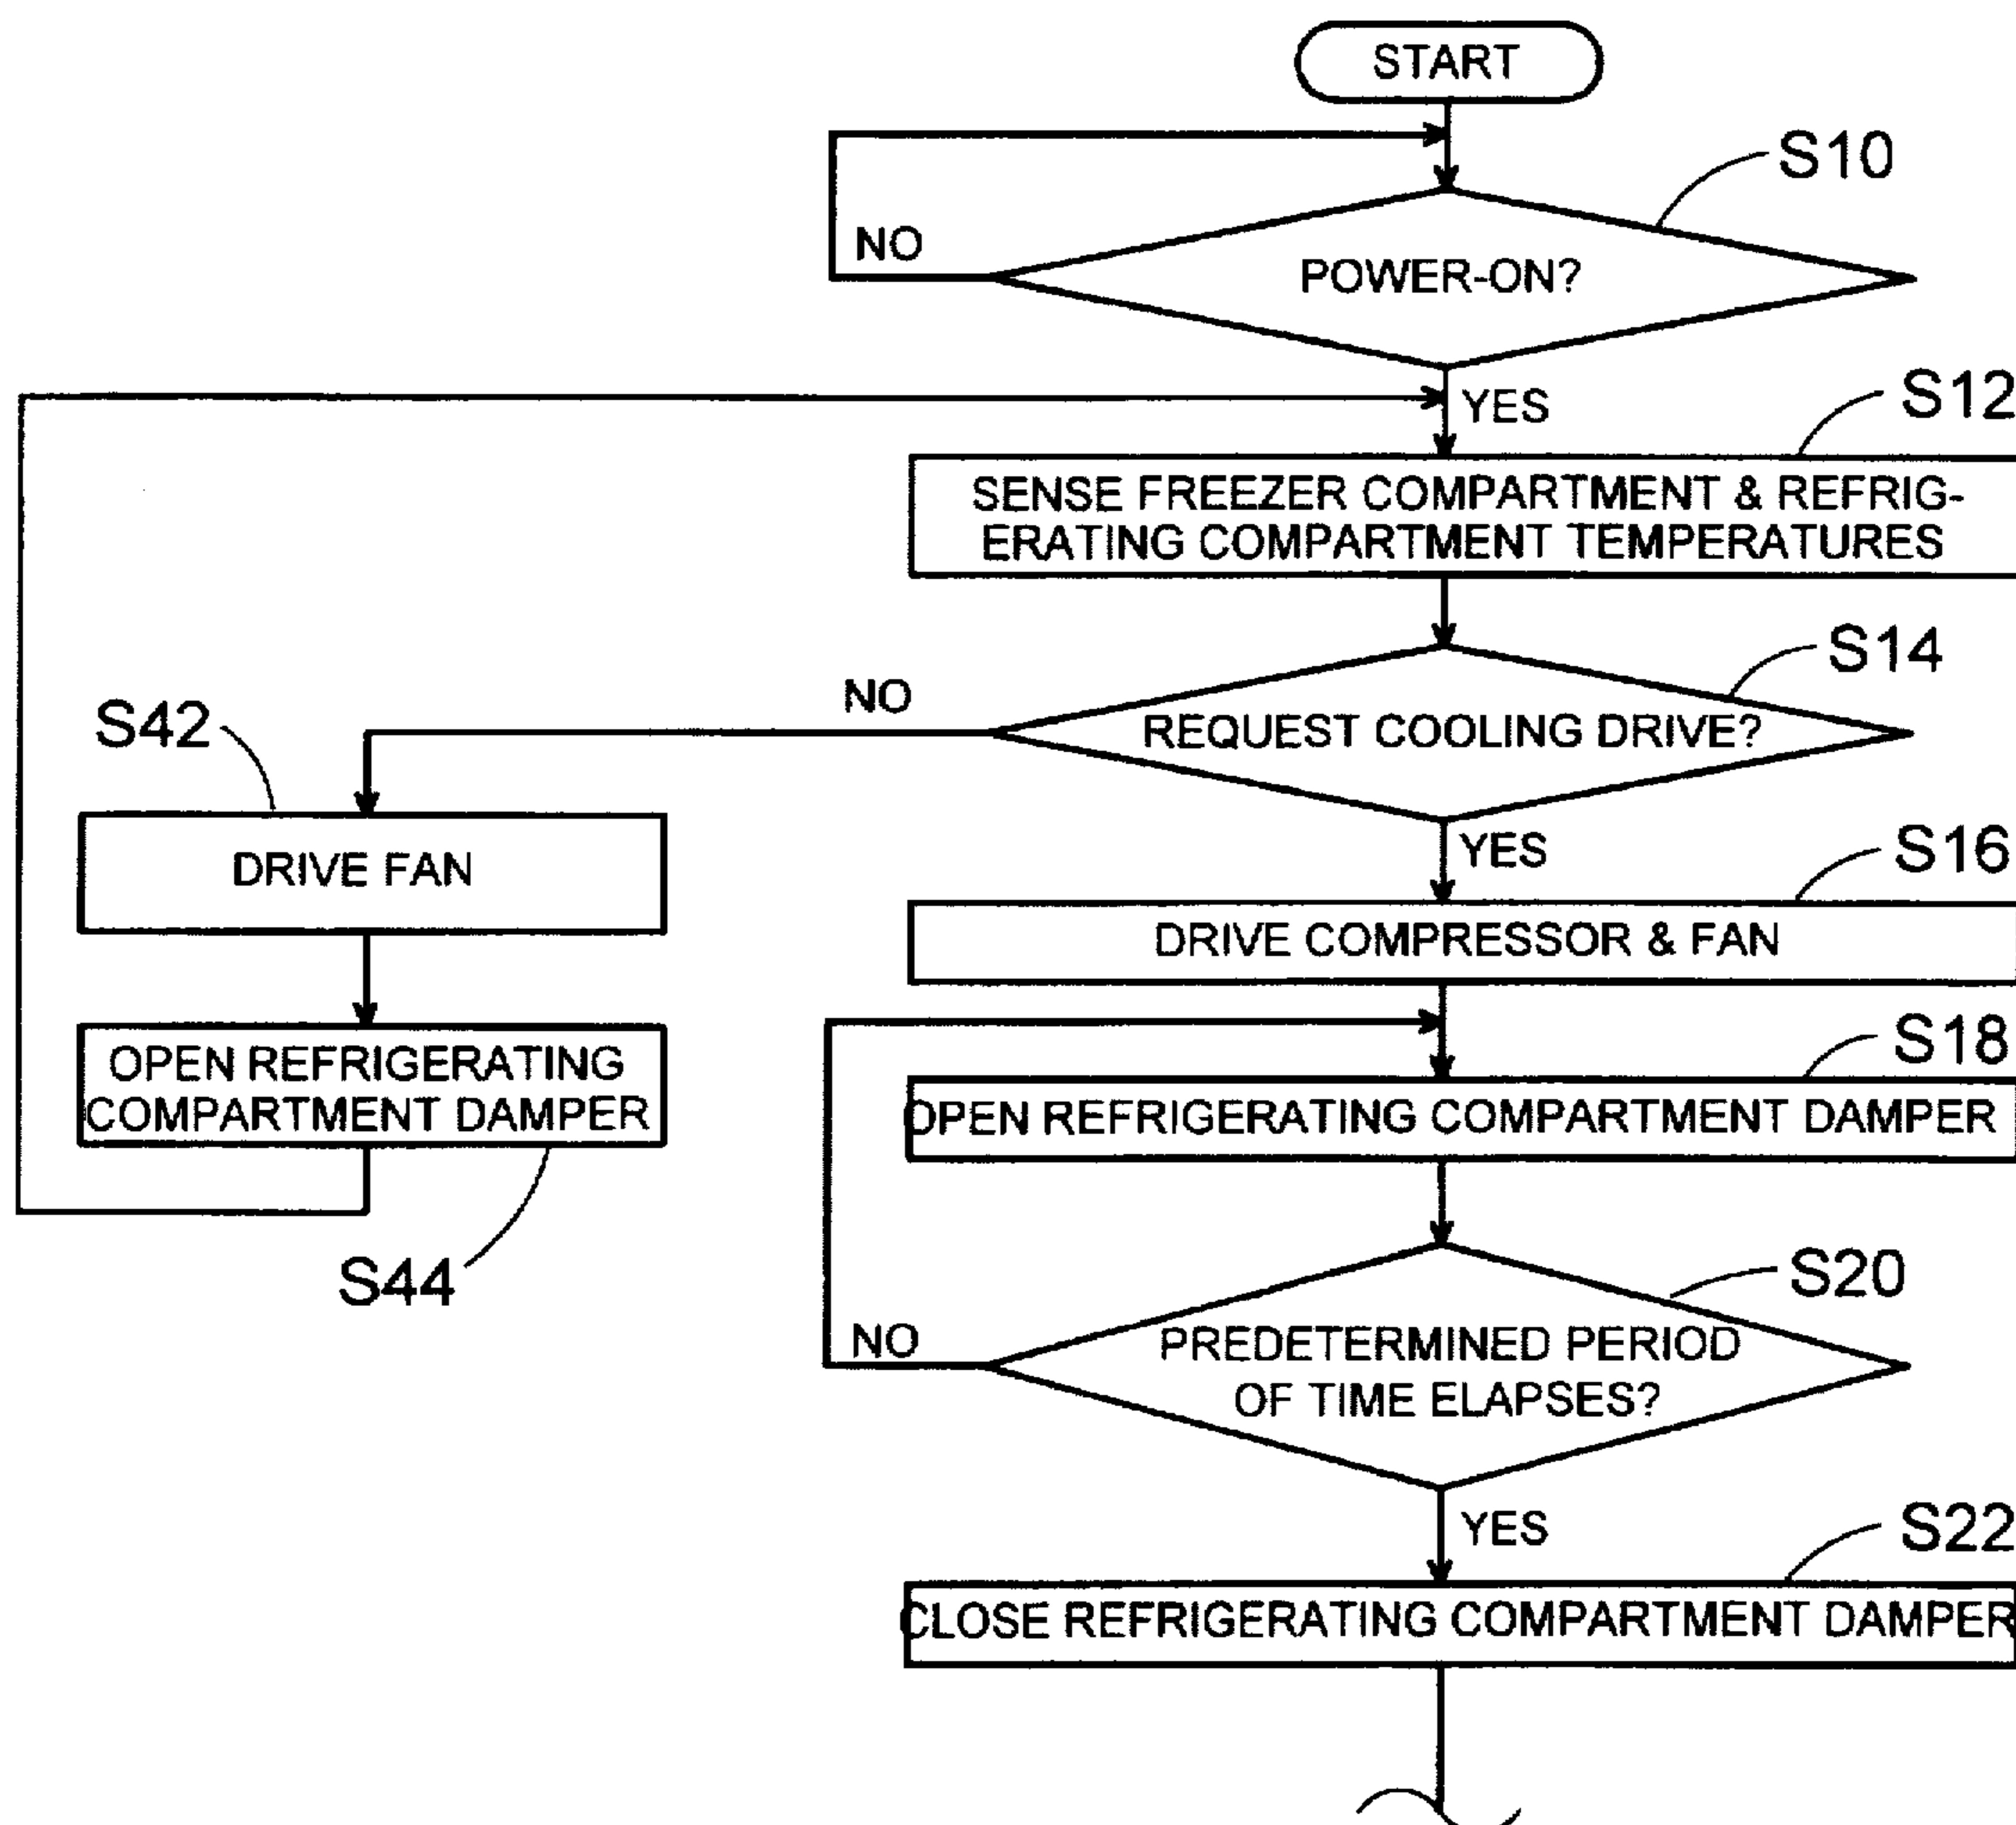 START
S10
NO
POWER-ON?
YES
S12
SENSE FREEZER COMPARTMENT & REFRIG-
ERATING COMPARTMENT TEMPERATURES
S14
NO
REQUEST COOLING DRIVE?
S42
YES
S16
DRIVE FAN
DRIVE COMPRESSOR & FAN
S18
OPEN REFRIGERATING
COMPARTMENT DAMPER
OPEN REFRIGERATING COMPARTMENT DAMPER
S44
S20
NO
PREDETERMINED PERIOD
OF TIME ELAPSES?
YES
S22
CLOSE REFRIGERATING COMPARTMENT DAMPER